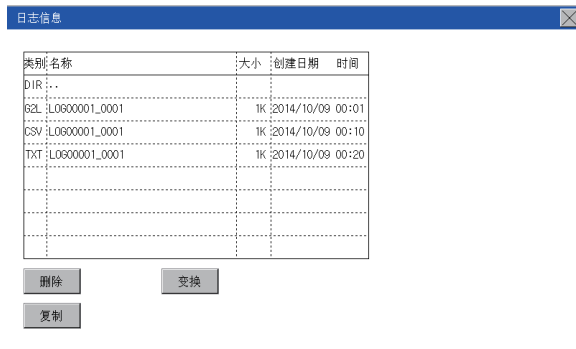 日志信息
类别 名称 大小 创建日期 时间
DIR ..
G2L LOG00001_0001 1K 2014/10/09 00:01
CSV LOG00001_0001 1K 2014/10/09 00:10
TXT LOG00001_0001 1K 2014/10/09 00:20
删除 变换
复制